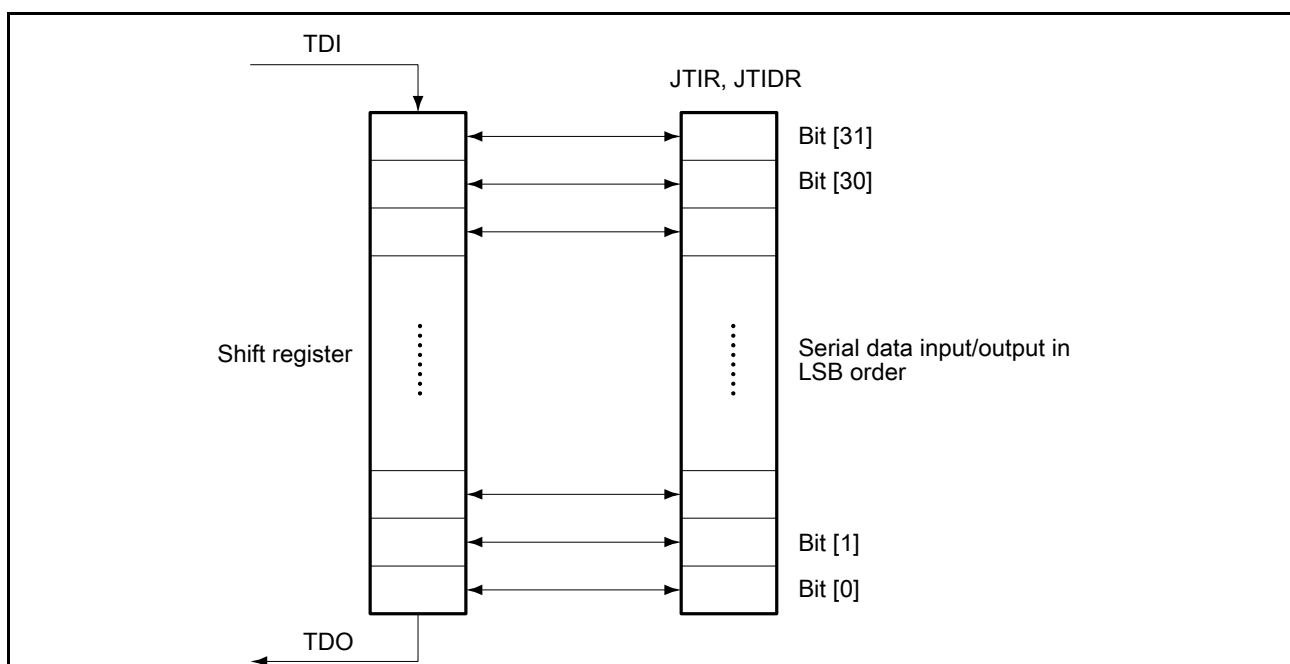 TDI
JTIR, JTIDR
Bit [31]
Bit [30]
Shift register
Serial data input/output in
LSB order
Bit [1]
Bit [0]
TDO